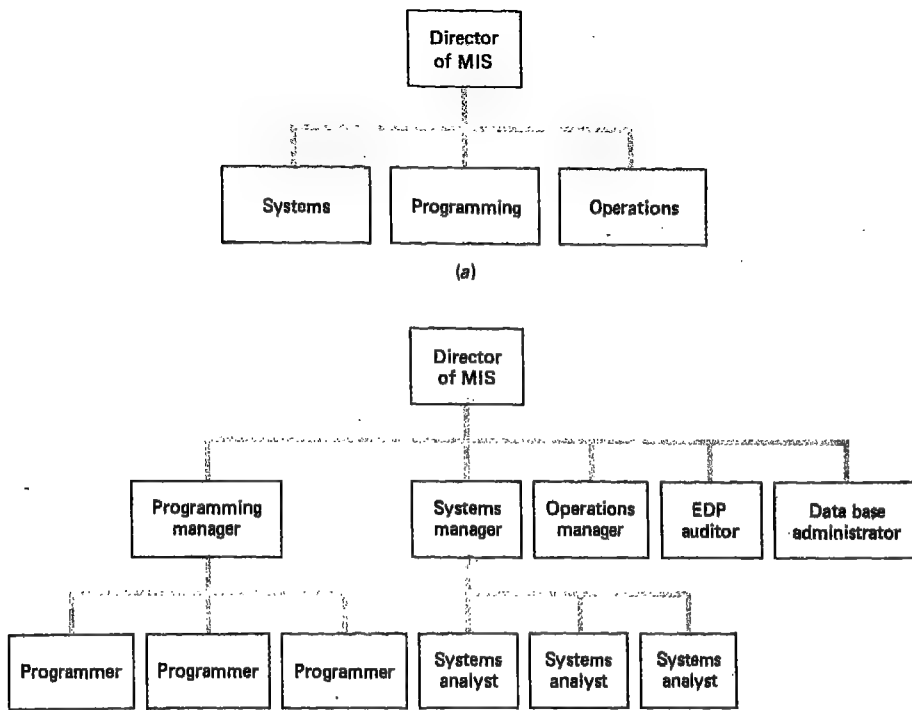 Director
of MIS
Systems
Programming
Operations
(a)
Director
of MIS
Programming
manager
Systems
manager
Operations
manager
EDP
auditor
Data base
administrator
Programmer
Programmer
Programmer
Systems
analyst
Systems
analyst
Systems
analyst